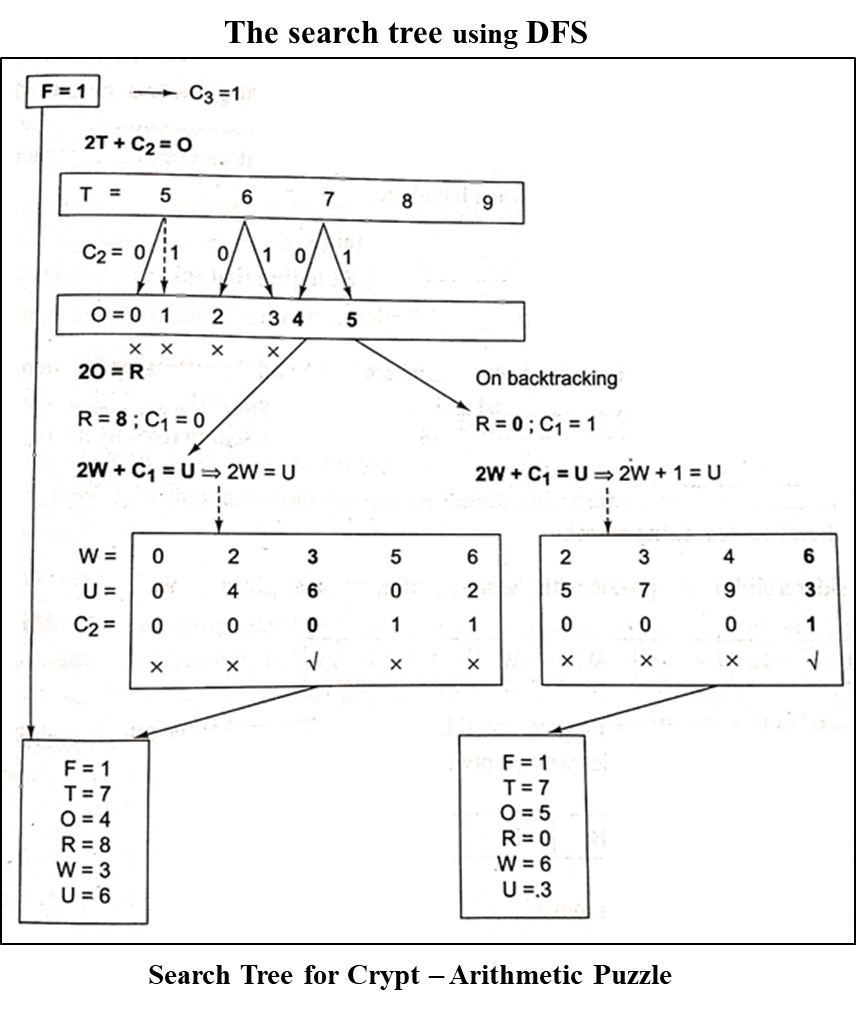 The search tree using DFS
F = 1 → C₃ =1
2T + C₂ = O
T = 5 6 7 8 9
C₂ = 0 1 0 1 0 1
O = 0 1 2 3 4 5
× × × ×
2O = R
On backtracking
R = 8 ; C₁ = 0
R = 0 ; C₁ = 1
2W + C₁ = U ⇒ 2W = U
2W + C₁ = U ⇒ 2W + 1 = U
W = 0 2 3 5 6
U = 0 4 6 0 2
C₂ = 0 0 0 1 1
× × √ × ×
2 3 4 6
5 7 9 3
0 0 0 1
× × × √
F = 1
T = 7
O = 4
R = 8
W = 3
U = 6
F = 1
T = 7
O = 5
R = 0
W = 6
U =.3
Search Tree for Crypt – Arithmetic Puzzle